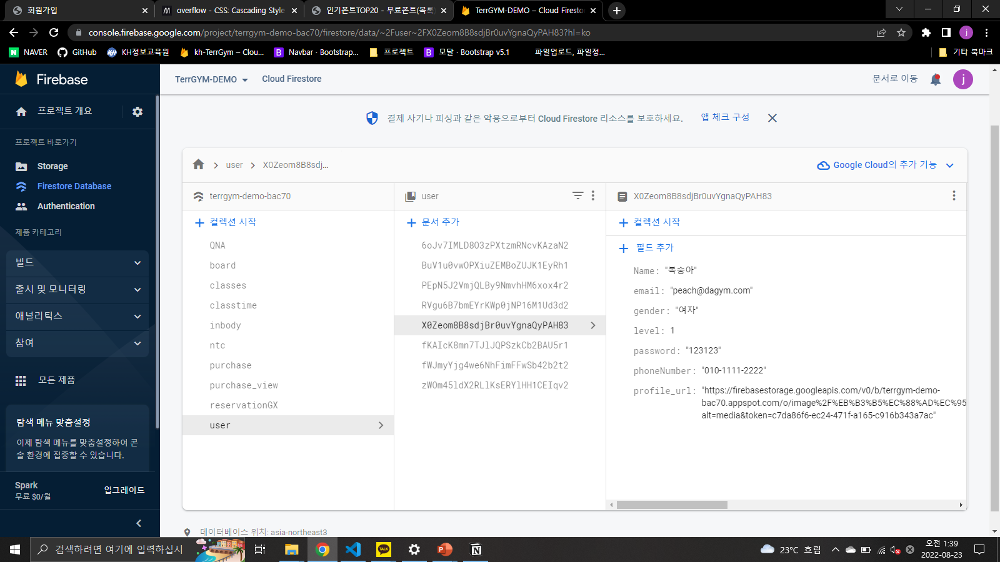 회원가입
overflow - CSS: Cascading Style
인기폰트TOP20 - 무료폰트(목록)
TerrGYM-DEMO – Cloud Firesto
console.firebase.google.com/project/terrgym-demo-bac70/firestore/data/~2Fuser~2FX0Zeom8B8sdjBr0uvYgnaQyPAH83?hl=ko
j
NAVER
GitHub
KH정보교육원
kh-TerrGym – Clou...
Navbar · Bootstrap...
프로젝트
모달 · Bootstrap v5.1
파일업로드, 파일정...
기타 북마크
Firebase
TerrGYM-DEMO
Cloud Firestore
문서로 이동
j
프로젝트 개요
결제 사기나 피싱과 같은 악용으로부터 Cloud Firestore 리소스를 보호하세요.
앱 체크 구성
프로젝트 바로가기
Storage
Firestore Database
Authentication
제품 카테고리
빌드
출시 및 모니터링
애널리틱스
참여
모든 제품
탐색 메뉴 맞춤설정
이제 탐색 메뉴를 맞춤설정하여 콘
솔 환경에 집중할 수 있습니다.
Spark
무료 $0/월
업그레이드
user
X0Zeom8B8sdj...
Google Cloud의 추가 기능
terrgym-demo-bac70
컬렉션 시작
QNA
board
classes
classtime
inbody
ntc
purchase
purchase_view
reservationGX
user
user
문서 추가
6oJv7IMLD8O3zPXtzmRNcvKAzaN2
BuV1u0vwOPXiuZEMBoZUJK1EyRh1
PEpN5J2VmjQLBy9NmvhHM6xox4r2
RVgu6B7bmEYrKWp0jNP16M1Ud3d2
X0Zeom8B8sdjBr0uvYgnaQyPAH83
fKAIcK8mn7TJlJQPSzkCb2BAU5r1
fWJmyYjg4we6NhFimFFwSb42b2t2
zWOm45ldX2RLlKsERYlHH1CEIqv2
X0Zeom8B8sdjBr0uvYgnaQyPAH83
컬렉션 시작
필드 추가
Name: "복숭아"
email: "peach@dagym.com"
gender: "여자"
level: 1
password: "123123"
phoneNumber: "010-1111-2222"
profile_url: "https://firebasestorage.googleapis.com/v0/b/terrgym-demo-
bac70.appspot.com/o/image%2F%EB%B3%B5%EC%88%AD%EC%95
alt=media&token=c7da86f6-ec24-471f-a165-c916b343a7ac"
데이터베이스 위치: asia-northeast3
검색하려면 여기에 입력하십시
TALK
23°C 흐림
오전 1:39
2022-08-23